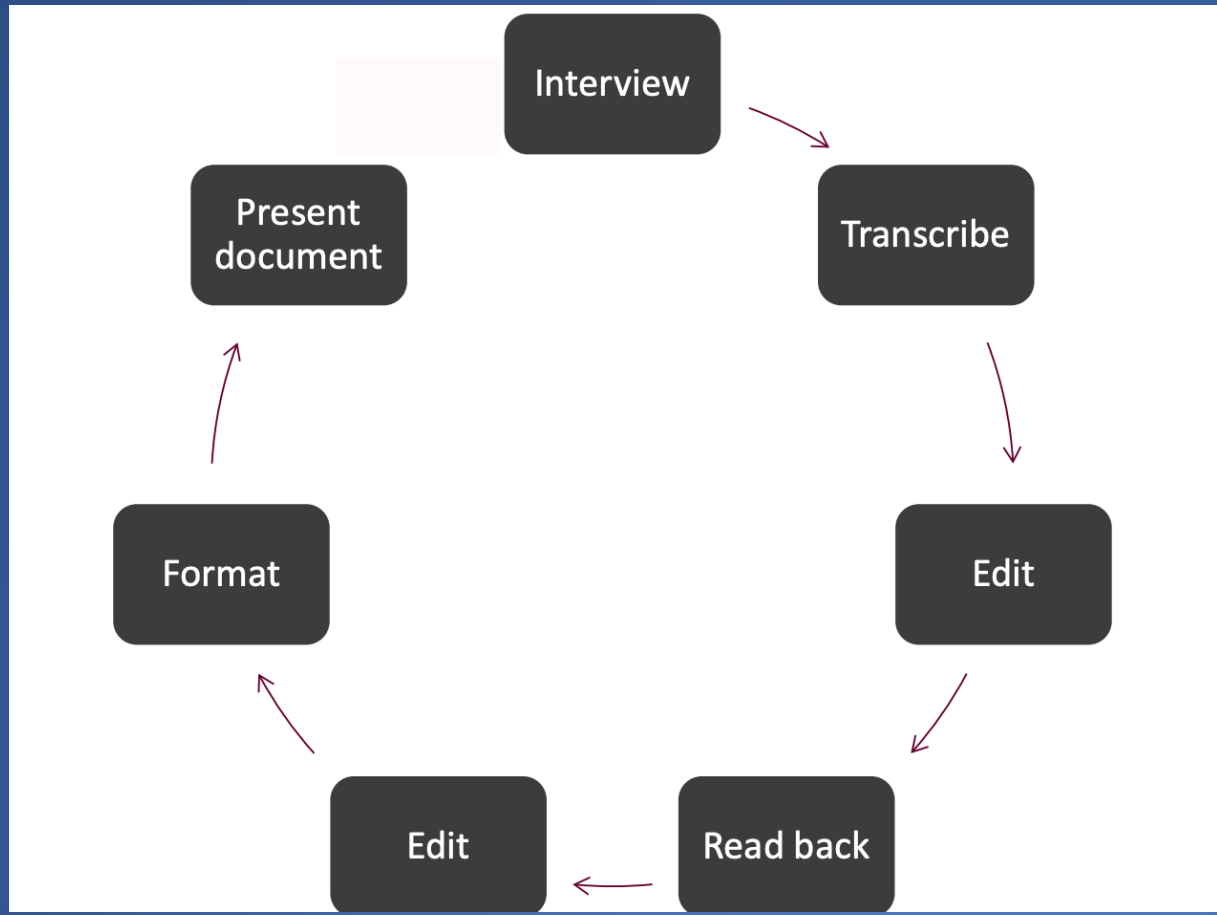 Interview
Transcribe
Edit
Read back
Edit
Format
Present
document